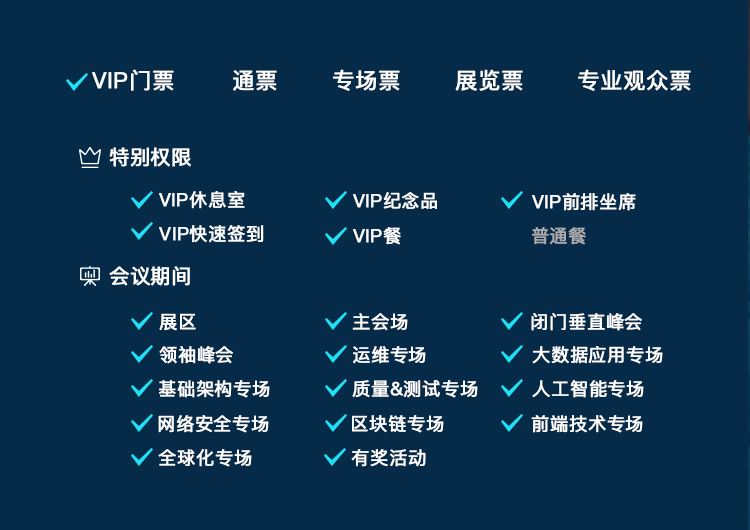 VIP门票 通票 专场票 展览票 专业观众票
特别权限
VIP休息室 VIP纪念品 VIP前排坐席
VIP快速签到 VIP餐 普通餐
会议期间
展区 主会场 闭门垂直峰会
领袖峰会 运维专场 大数据应用专场
基础架构专场 质量&测试专场 人工智能专场
网络安全专场 区块链专场 前端技术专场
全球化专场 有奖活动